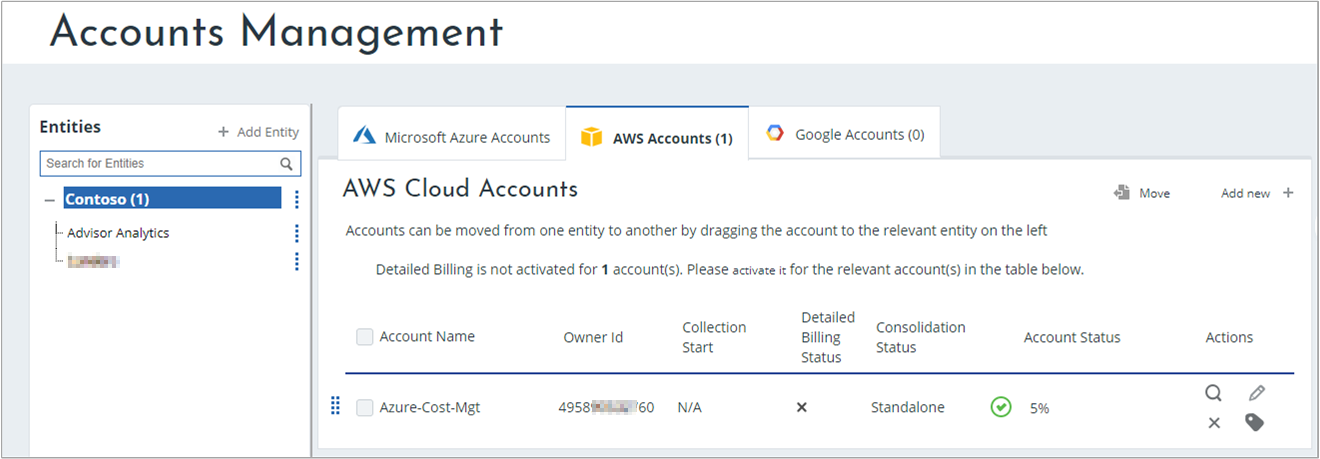 Accounts Management
Entities
+ Add Entity
Search for Entities
Contoso (1)
Advisor Analytics
Microsoft Azure Accounts
AWS Accounts (1)
Google Accounts (0)
AWS Cloud Accounts
Move
Add new +
Accounts can be moved from one entity to another by dragging the account to the relevant entity on the left
Detailed Billing is not activated for 1 account(s). Please activate it for the relevant account(s) in the table below.
Account Name
Owner Id
Collection
Start
Detailed
Billing
Status
Consolidation
Status
Account Status
Actions
Azure-Cost-Mgt
4958 760
N/A
Standalone
5%